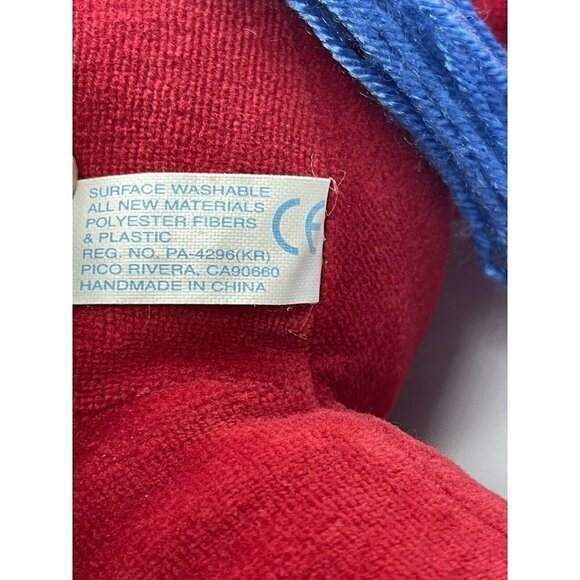 SURFACE WASHABLE
ALL NEW MATERIALS
POLYESTER FIBERS
& PLASTIC
REG. NO. PA-4296(KR)
PICO RIVERA, CA90660
HANDMADE IN CHINA
CE